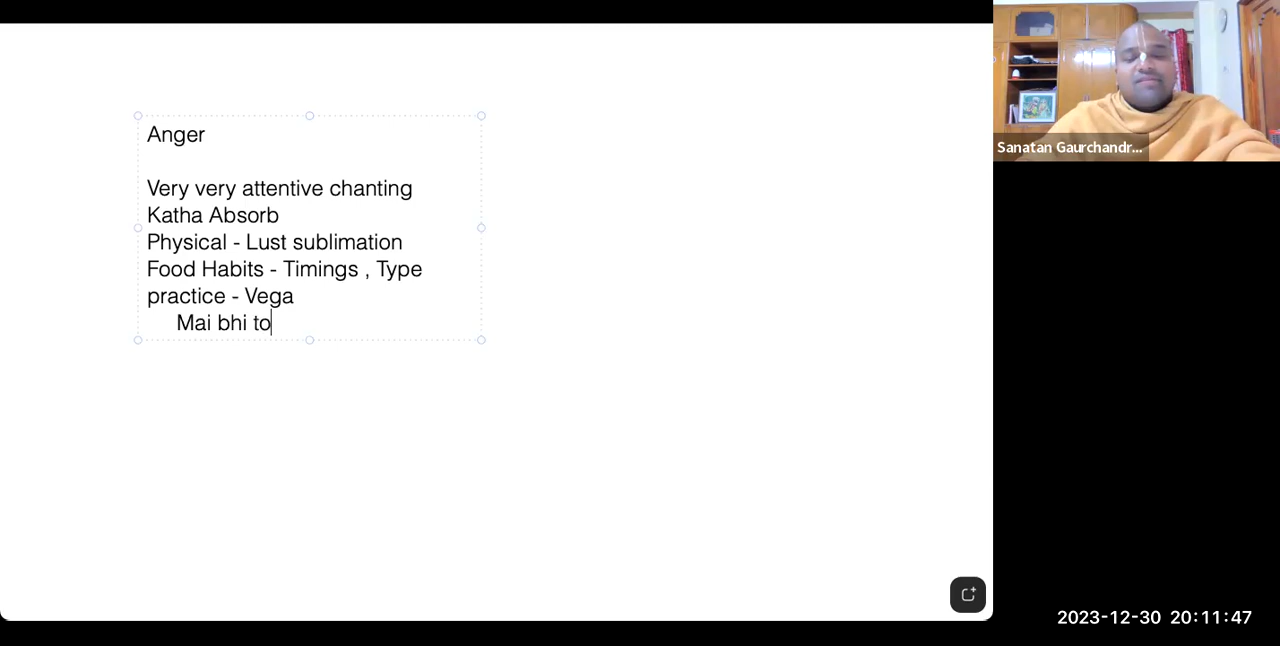 Anger
Very very attentive chanting
Katha Absorb
Physical - Lust sublimation
Food Habits - Timings , Type
practice - Vega
Mai bhi to
Sanatan Gaurchandr...
2023-12-30 20:11:47